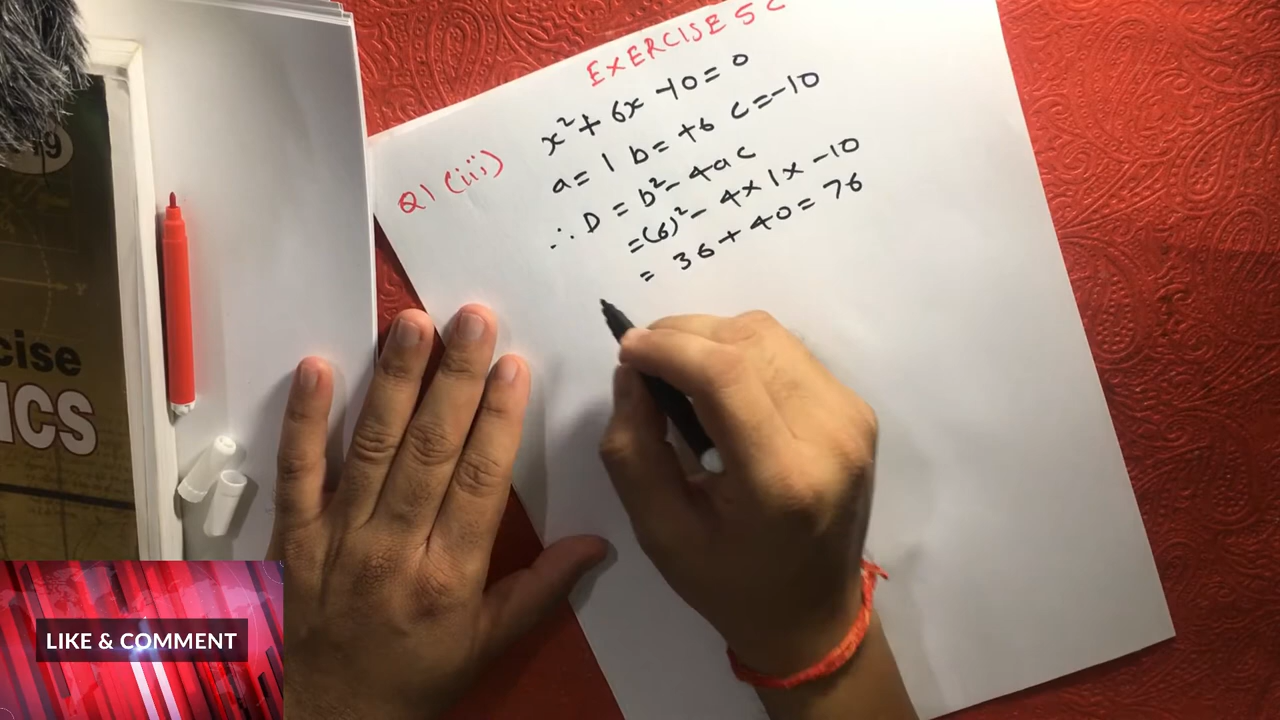 EXERCISE 5C
Q1 (iii)
x²+ 6x -10 = 0
a = 1 b = +6 c = -10
∴ D = b² - 4ac
= (6)² - 4 x 1 x -10
= 36 + 40 = 76
cise
ICS
LIKE & COMMENT